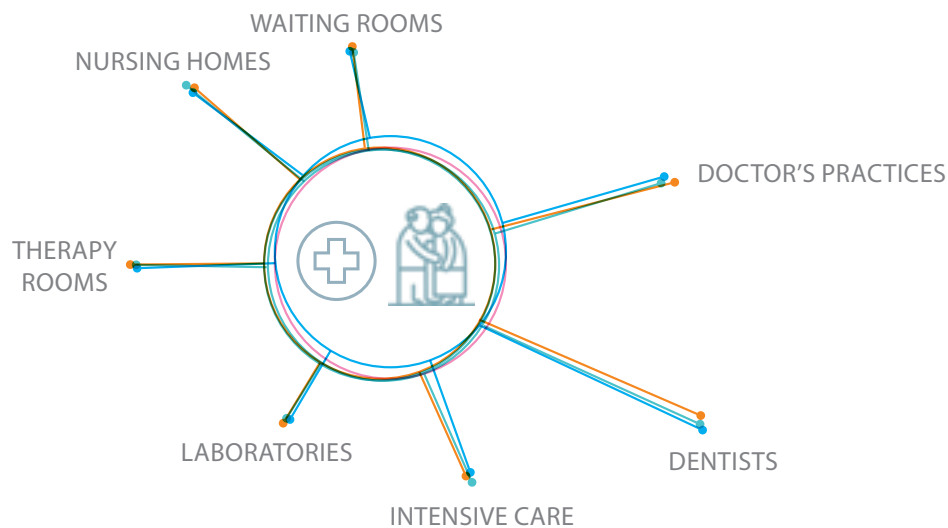 WAITING ROOMS
NURSING HOMES
DOCTOR'S PRACTICES
THERAPY
ROOMS
LABORATORIES
DENTISTS
INTENSIVE CARE